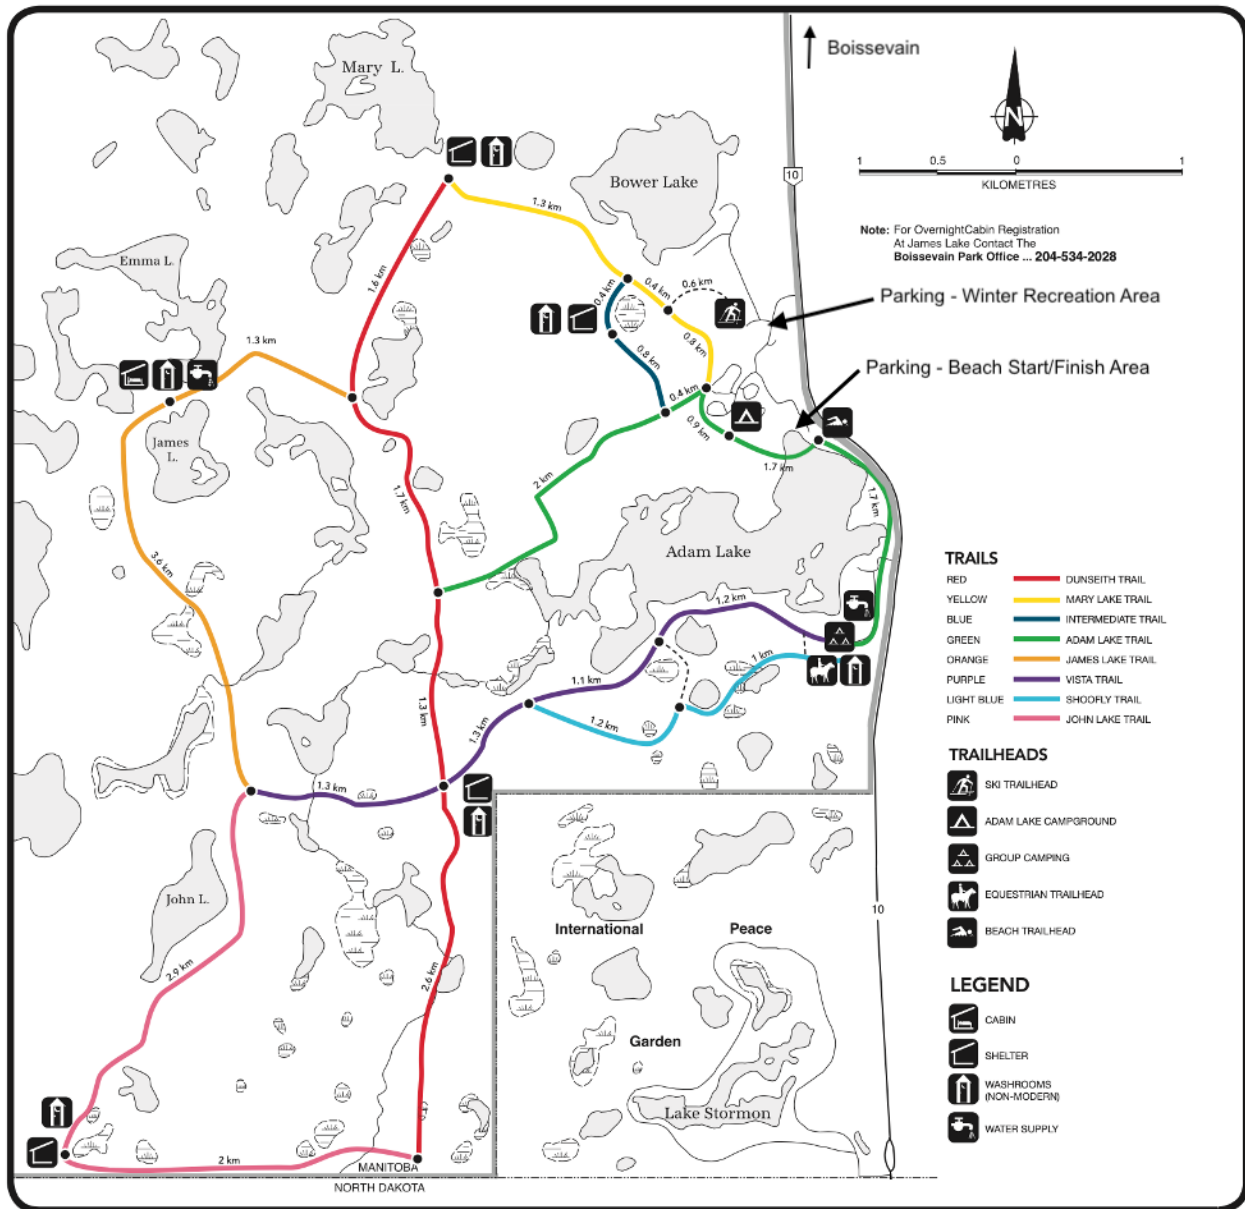 Boissevain
Mary L.
N
1
0.5
0
1
KILOMETRES
10
Bower Lake
1.3 km
Note: For OvernightCabin Registration
At James Lake Contact The
Boissevain Park Office ... 204-534-2028
Emma L.
1.6 km
0.4 km
0.4 km
0.6 km
Parking - Winter Recreation Area
1.3 km
0.8 km
0.8 km
Parking - Beach Start/Finish Area
0.4 km
0.9 km
James
L.
1.7 km
2 km
1.7 km
1.7 km
Adam Lake
3.6 km
1.2 km
1 km
1.1 km
1.2 km
1.3 km
1.3 km
1.3 km
TRAILS
RED DUNSEITH TRAIL
YELLOW MARY LAKE TRAIL
BLUE INTERMEDIATE TRAIL
GREEN ADAM LAKE TRAIL
ORANGE JAMES LAKE TRAIL
PURPLE VISTA TRAIL
LIGHT BLUE SHOOFLY TRAIL
PINK JOHN LAKE TRAIL
TRAILHEADS
SKI TRAILHEAD
ADAM LAKE CAMPGROUND
GROUP CAMPING
EQUESTRIAN TRAILHEAD
BEACH TRAILHEAD
LEGEND
CABIN
SHELTER
WASHROOMS
(NON-MODERN)
WATER SUPPLY
John L.
10
International Peace
2.9 km
2.6 km
Garden
Lake Stormon
2 km
MANITOBA
NORTH DAKOTA